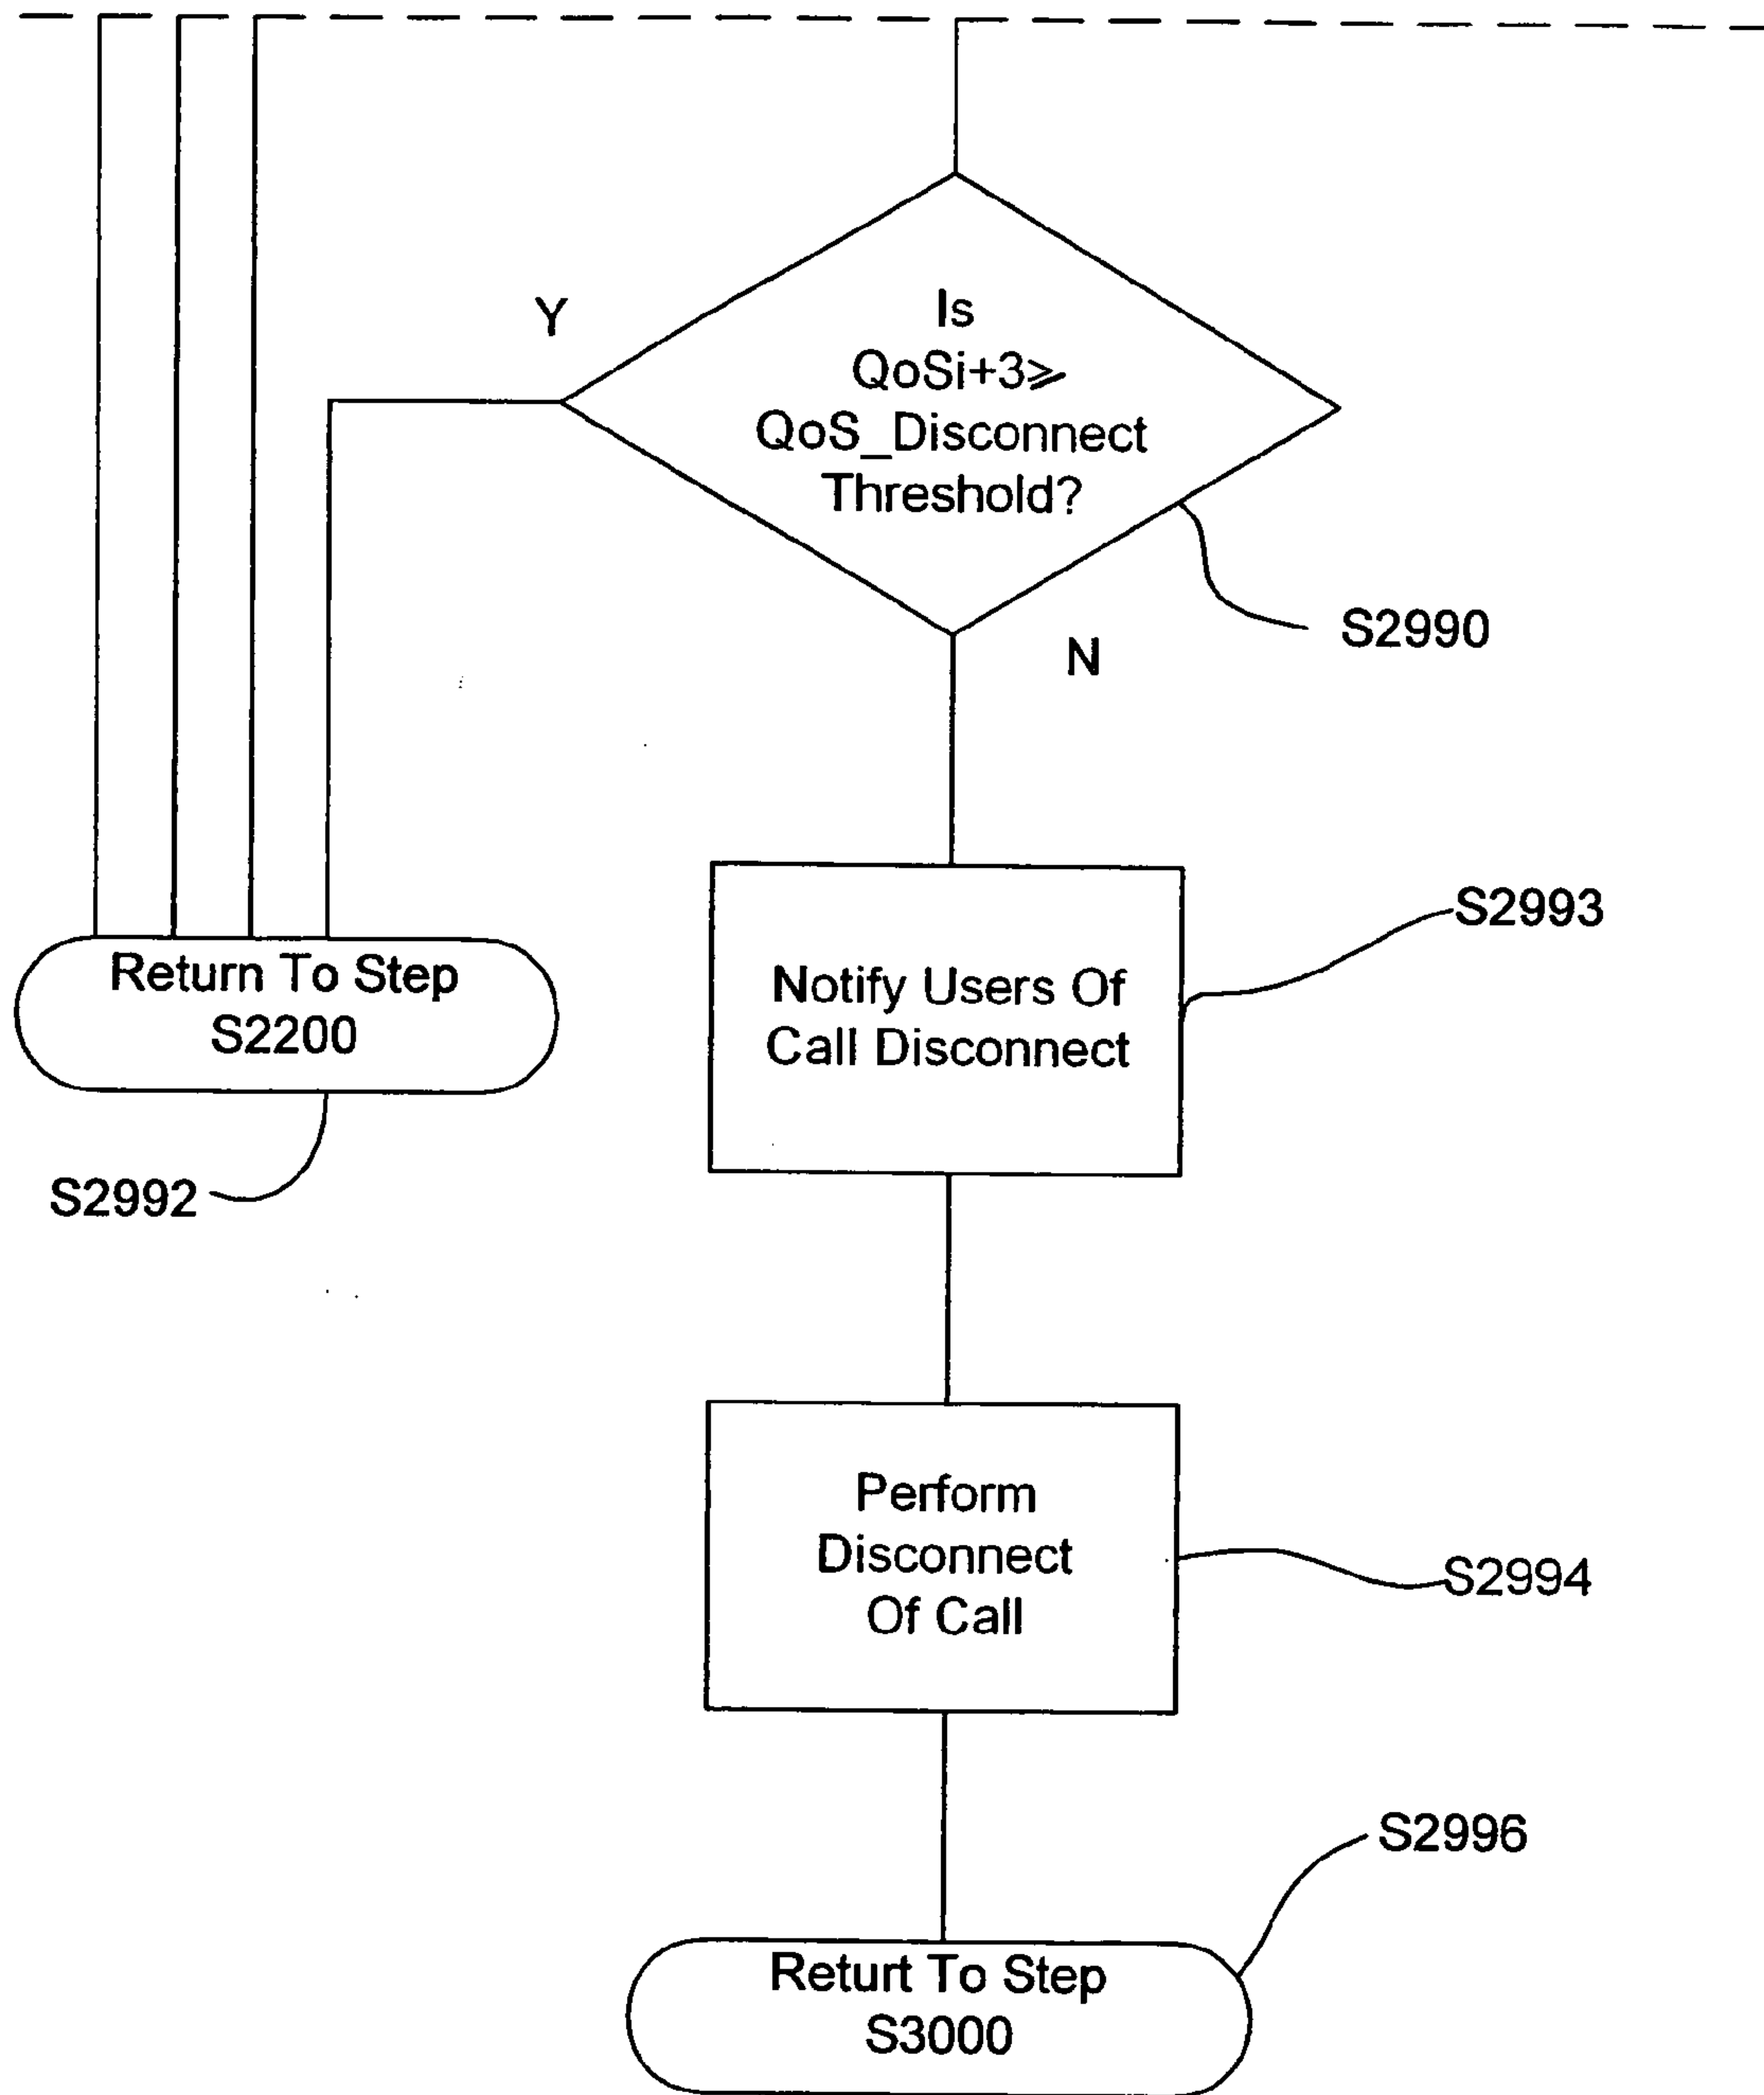 Y
Is
QoSi+3⩾
QoS_Disconnect
Threshold?
S2990
N
S2993
Notify Users Of
Call Disconnect
Return To Step
S2200
S2992
Perform
Disconnect
Of Call
S2994
S2996
Returt To Step
S3000